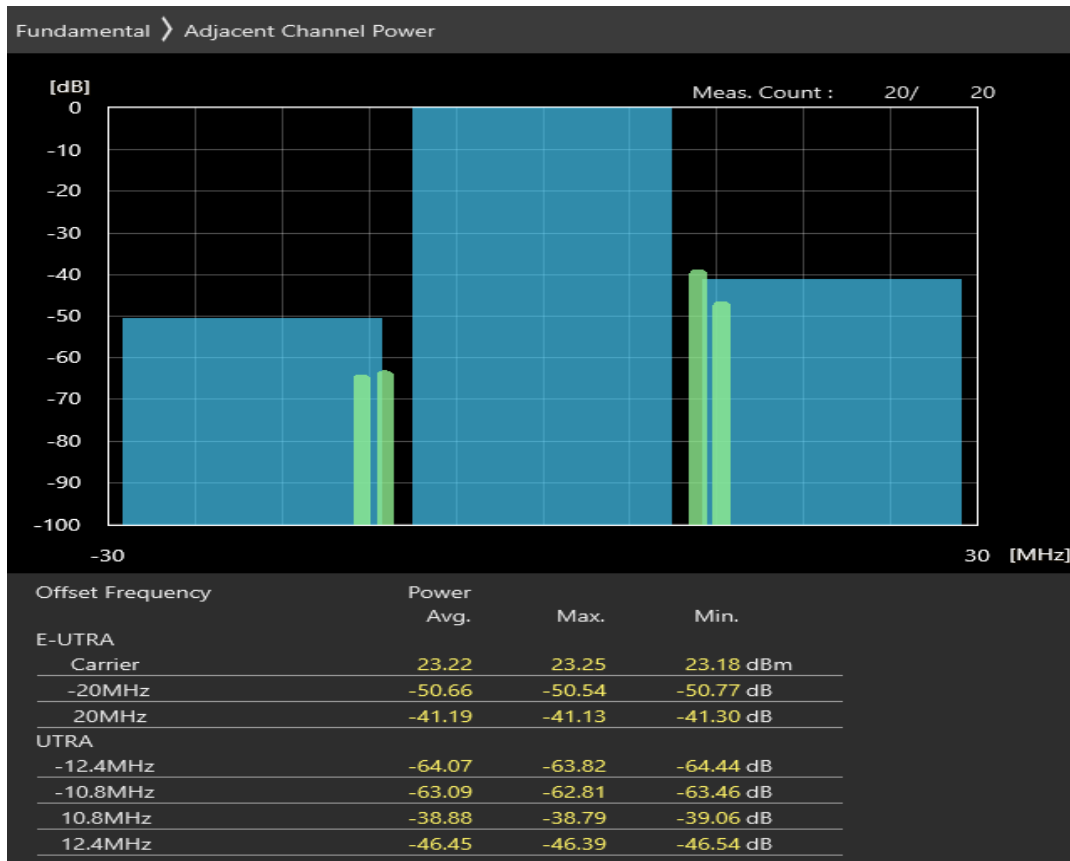 Fundamental 〉 Adjacent Channel Power
[dB]
Meas. Count : 20/ 20
0
-10
-20
-30
-40
-50
-60
-70
-80
-90
-100
-30 30 [MHz]
Offset Frequency Power
Avg. Max. Min.
E-UTRA
Carrier 23.22 23.25 23.18 dBm
-20MHz -50.66 -50.54 -50.77 dB
20MHz -41.19 -41.13 -41.30 dB
UTRA
-12.4MHz -64.07 -63.82 -64.44 dB
-10.8MHz -63.09 -62.81 -63.46 dB
10.8MHz -38.88 -38.79 -39.06 dB
12.4MHz -46.45 -46.39 -46.54 dB